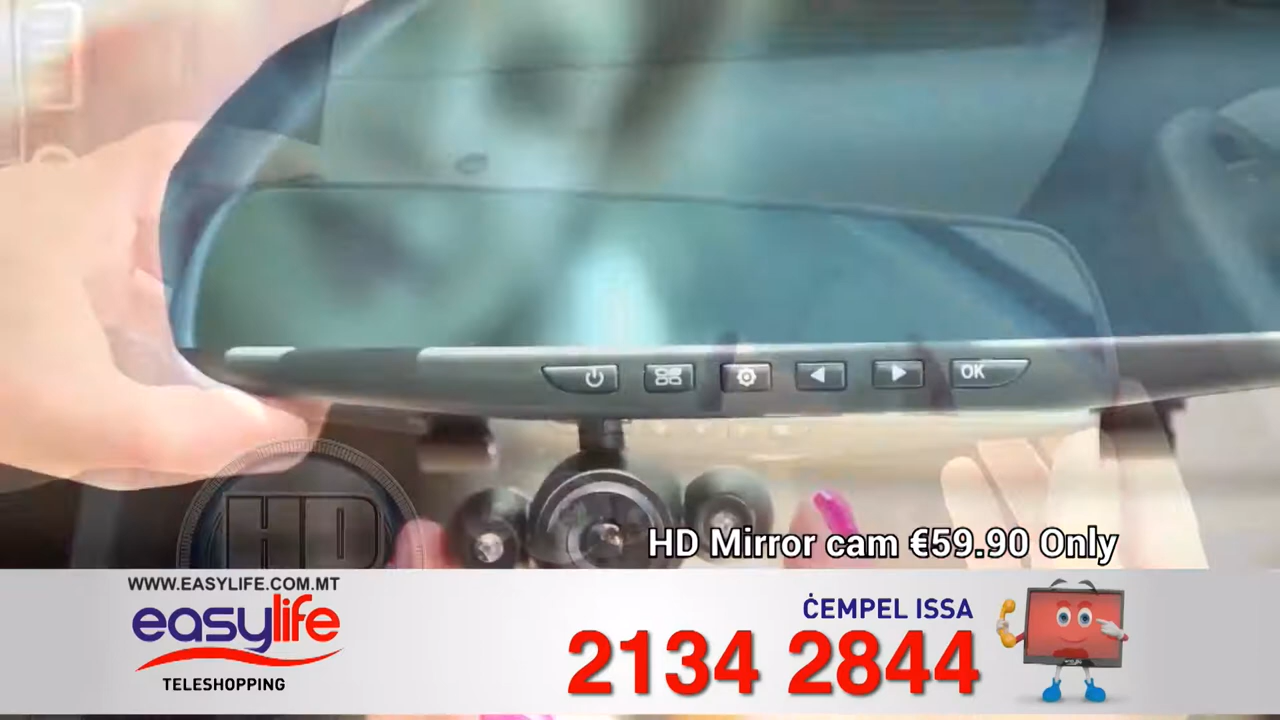 OK
HD
HD Mirror cam €59.90 Only
WWW.EASYLIFE.COM.MT
easylife
TELESHOPPING
ĊEMPEL ISSA
2134 2844